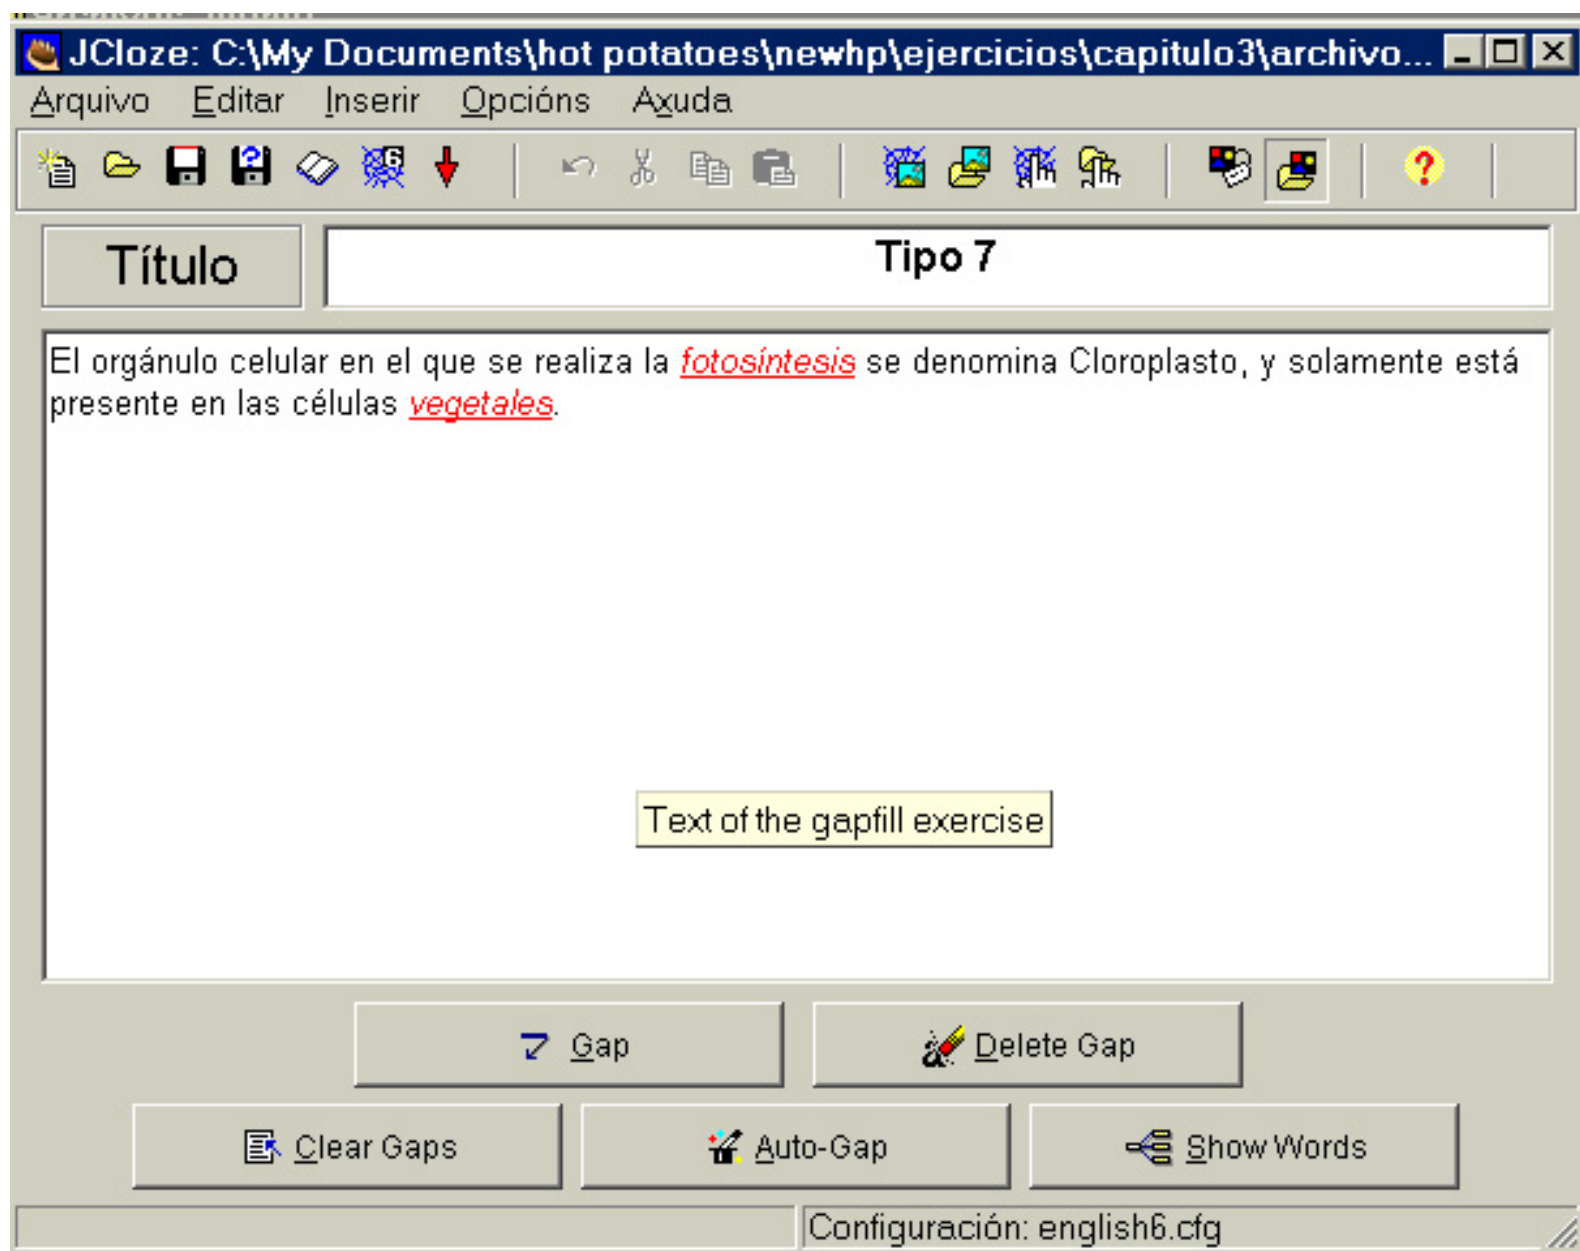 JCloze: C:\My Documents\hot potatoes\newhp\ejercicios\capitulo3\archivo...
Arquivo Editar Inserir Opcións Axuda
Título
Tipo 7
El orgánulo celular en el que se realiza la fotosíntesis se denomina Cloroplasto, y solamente está
presente en las células vegetales.
Text of the gapfill exercise
Gap Delete Gap
Clear Gaps Auto-Gap Show Words
Configuración: english6.cfg